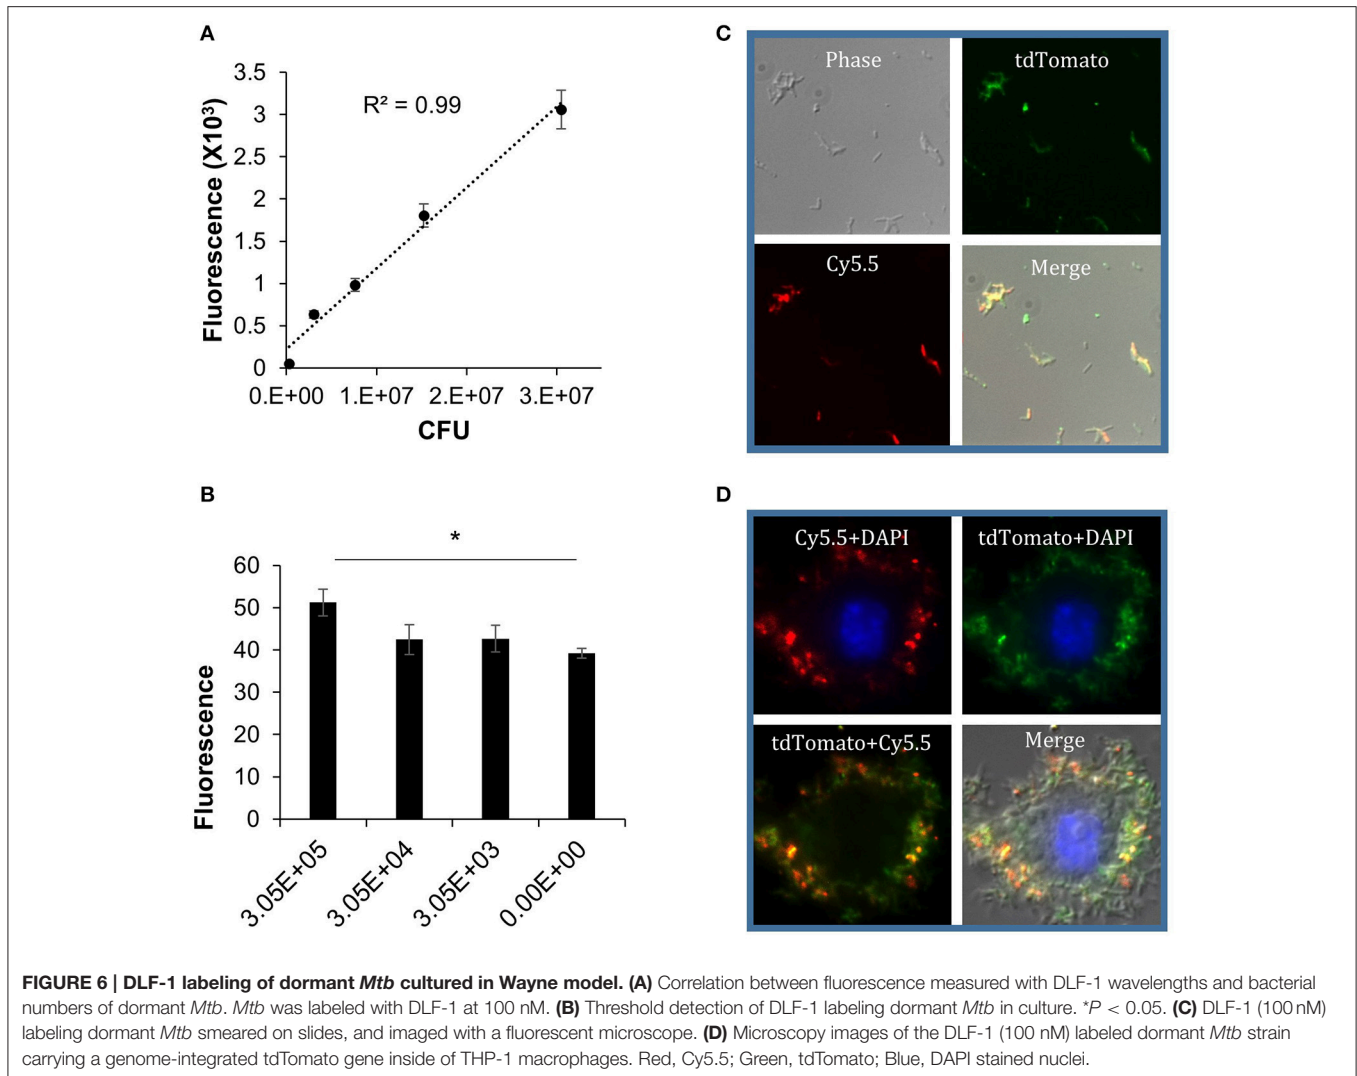 A
3.5
3
2.5
2
1.5
1
0.5
0
Fluorescence (X10³)
R² = 0.99
0.E+00 1.E+07 2.E+07 3.E+07
CFU
B
*
60
50
40
30
20
10
0
Fluorescence
3.05E+05 3.05E+04 3.05E+03 0.00E+00
C
Phase tdTomato
Cy5.5 Merge
D
Cy5.5+DAPI tdTomato+DAPI
tdTomato+Cy5.5 Merge
FIGURE 6 | DLF-1 labeling of dormant Mtb cultured in Wayne model. (A) Correlation between fluorescence measured with DLF-1 wavelengths and bacterial
numbers of dormant Mtb. Mtb was labeled with DLF-1 at 100 nM. (B) Threshold detection of DLF-1 labeling dormant Mtb in culture. *P < 0.05. (C) DLF-1 (100 nM)
labeling dormant Mtb smeared on slides, and imaged with a fluorescent microscope. (D) Microscopy images of the DLF-1 (100 nM) labeled dormant Mtb strain
carrying a genome-integrated tdTomato gene inside of THP-1 macrophages. Red, Cy5.5; Green, tdTomato; Blue, DAPI stained nuclei.